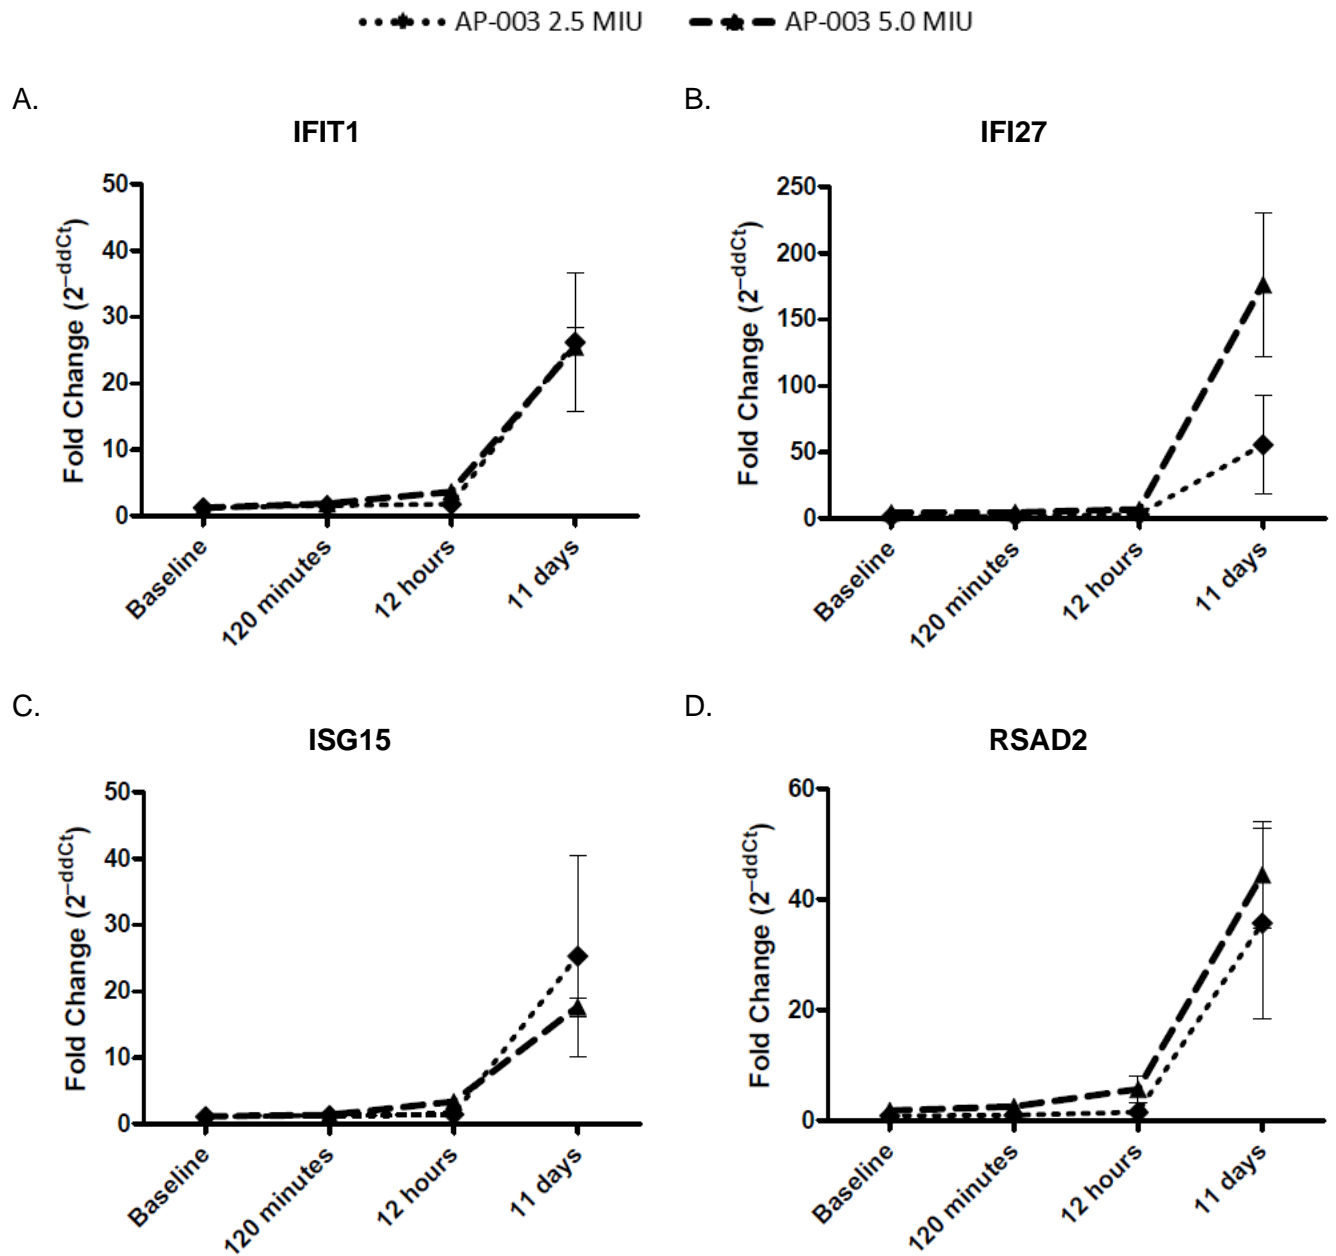 AP-003 2.5 MIU AP-003 5.0 MIU
A.
IFIT1
Fold Change (2^–ddCt)
50
40
30
20
10
0
Baseline
120 minutes
12 hours
11 days
B.
IFI27
Fold Change (2^–ddCt)
250
200
150
100
50
0
Baseline
120 minutes
12 hours
11 days
C.
ISG15
Fold Change (2^–ddCt)
50
40
30
20
10
0
Baseline
120 minutes
12 hours
11 days
D.
RSAD2
Fold Change (2^–ddCt)
60
40
20
0
Baseline
120 minutes
12 hours
11 days